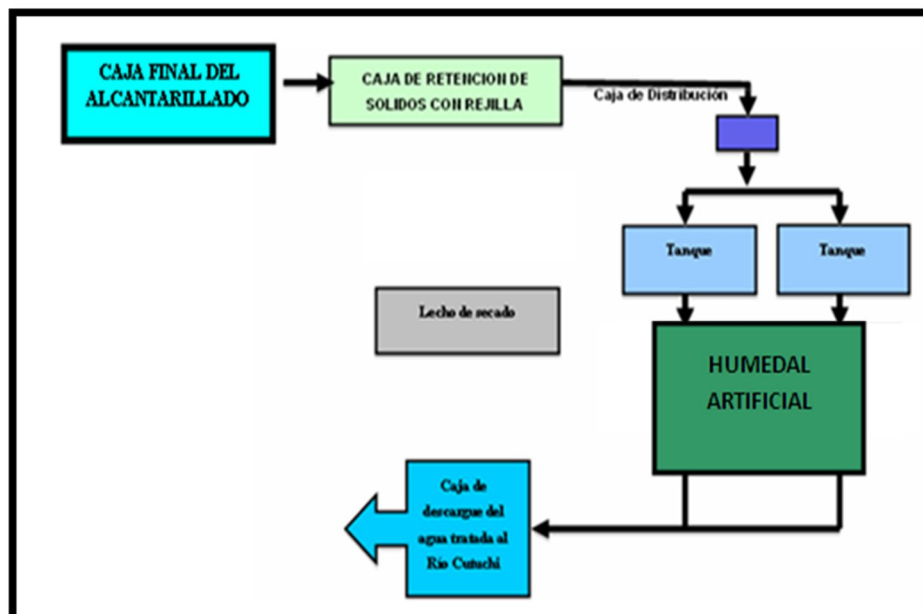 CAJA FINAL DEL
ALCANTARILLADO
CAJA DE RETENCION DE
SOLIDOS CON REJILLA
Caja de Distribución
Tanque
Tanque
Lecho de secado
HUMEDAL
ARTIFICIAL
Caja de
descargue del
agua tratada al
Río Cutuchi